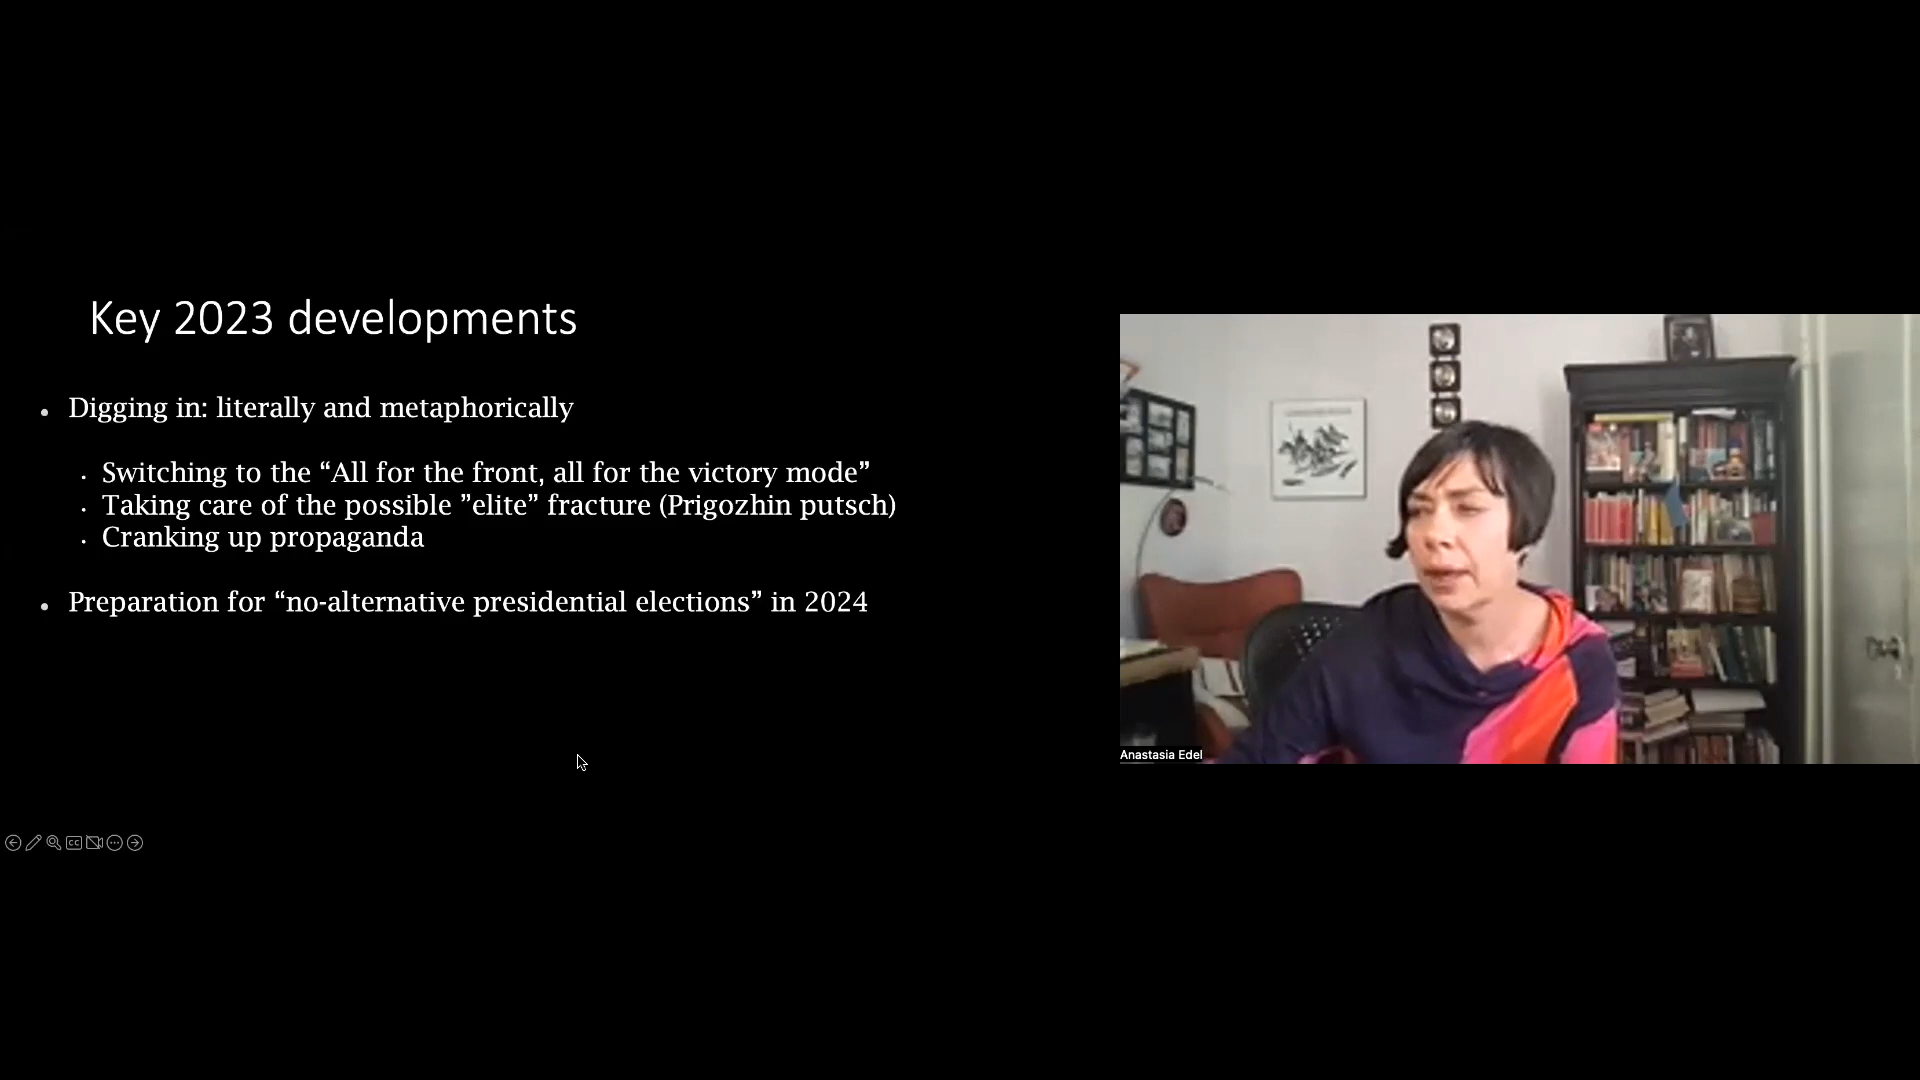 Key 2023 developments
Digging in: literally and metaphorically
Switching to the “All for the front, all for the victory mode”
Taking care of the possible ”elite” fracture (Prigozhin putsch)
Cranking up propaganda
Preparation for “no-alternative presidential elections” in 2024
Anastasia Edel
CC